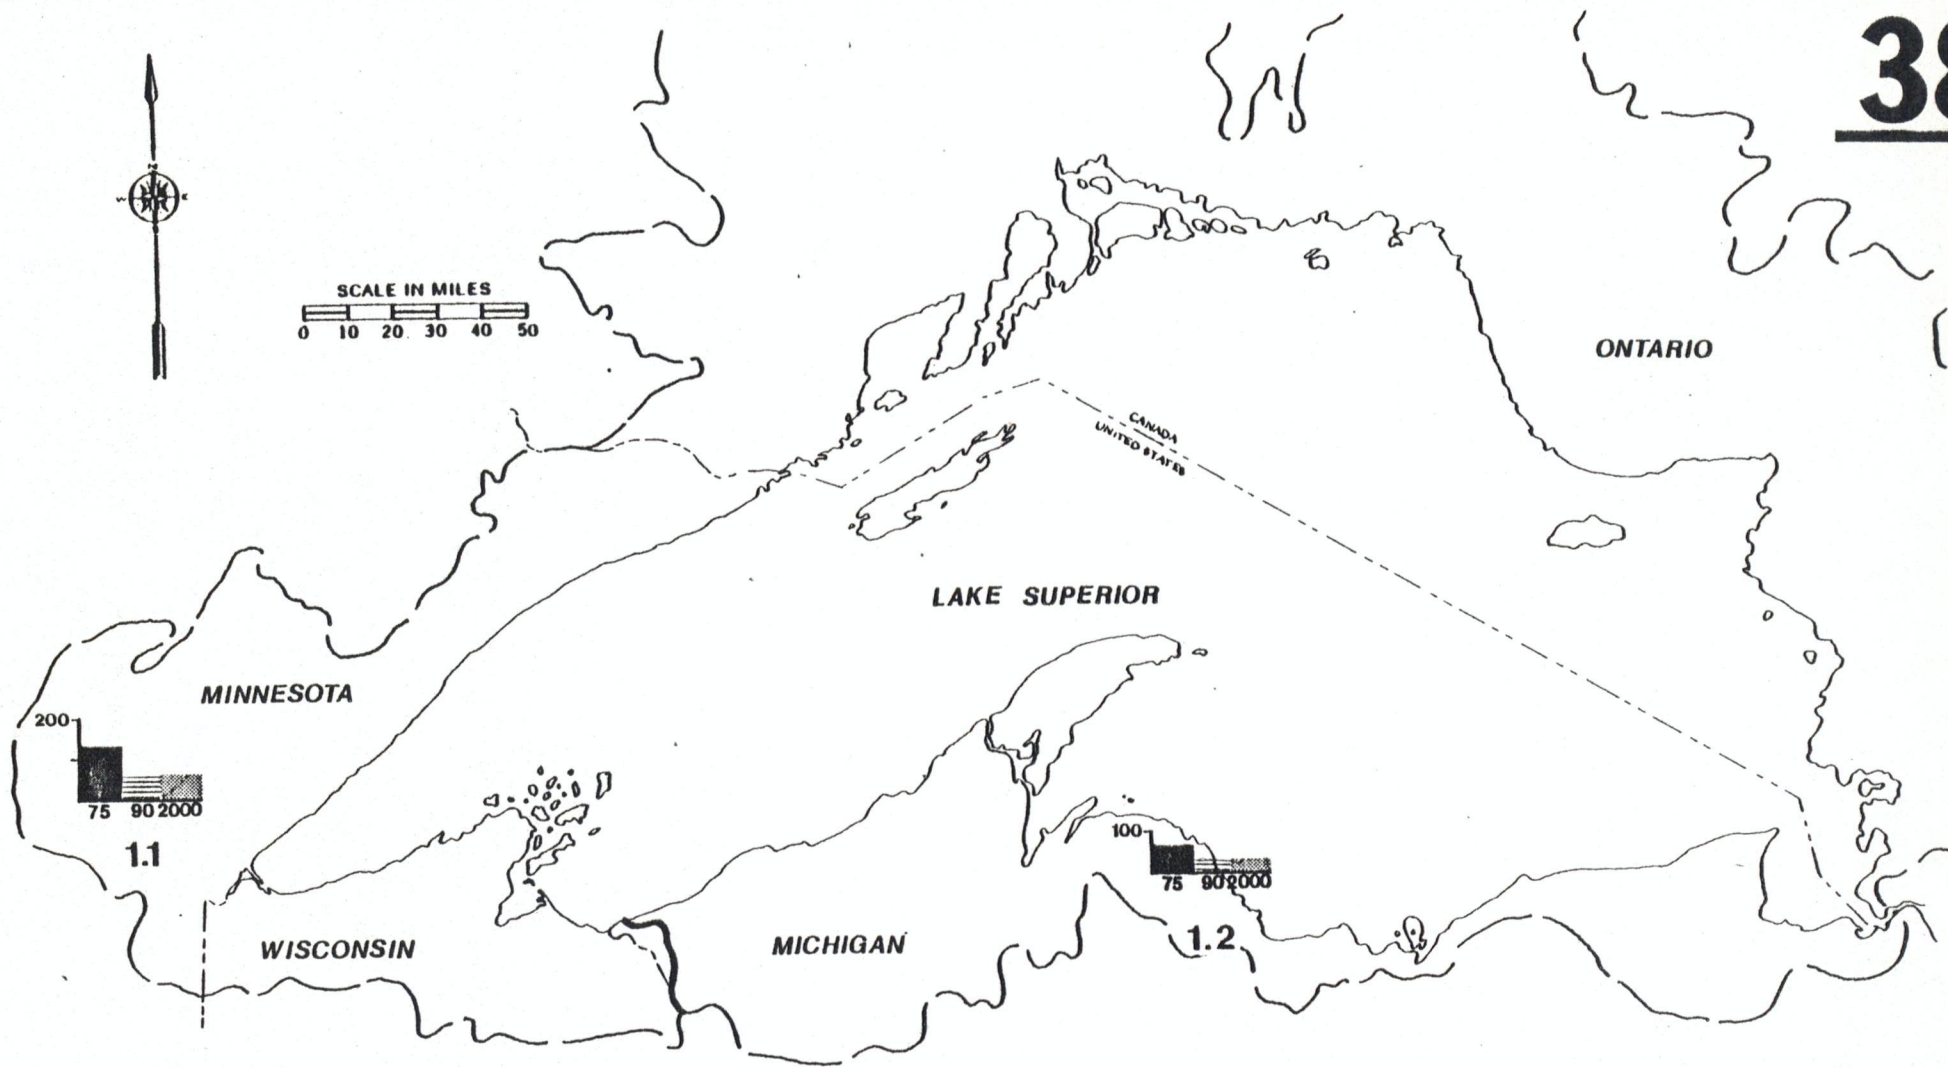 38
N
W
E
S
SCALE IN MILES
0 10 20 30 40 50
ONTARIO
CANADA
UNITED STATES
LAKE SUPERIOR
MINNESOTA
200
75 90 2000
1.1
100
75 90 2000
1.2
WISCONSIN
MICHIGAN